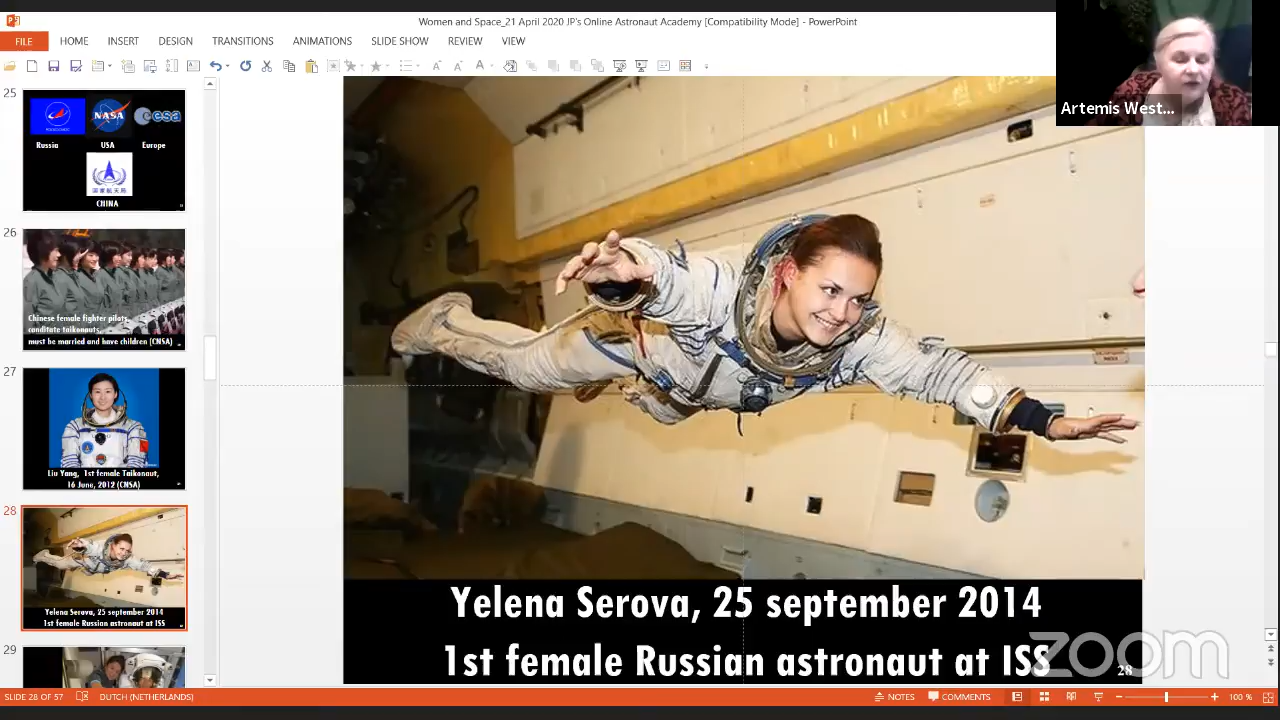 Women and Space_21 April 2020 JP's Online Astronaut Academy [Compatibility Mode] - PowerPoint
FILE HOME INSERT DESIGN TRANSITIONS ANIMATIONS SLIDE SHOW REVIEW VIEW
Artemis West...
25
NASA esa
Russia USA Europe
CHINA
26
Chinese female fighter pilots,
canditate taikonauts,
must be married and have children (CNSA)
27
Liu Yang, 1st female Taikonaut,
16 June, 2012 (CNSA)
28
Yelena Serova, 25 september 2014
1st female Russian astronaut at ISS
29
Yelena Serova, 25 september 2014
1st female Russian astronaut at ISS
28
zoom
SLIDE 28 OF 57 DUTCH (NETHERLANDS) NOTES COMMENTS 100 %